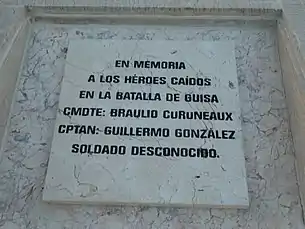 EN MEMORIA
A LOS HÉROES CAÍDOS
EN LA BATALLA DE GUISA
CMDTE: BRAULIO CURUNEAUX
CPTAN: GUILLERMO GONZÁLEZ
SOLDADO DESCONOCIDO.